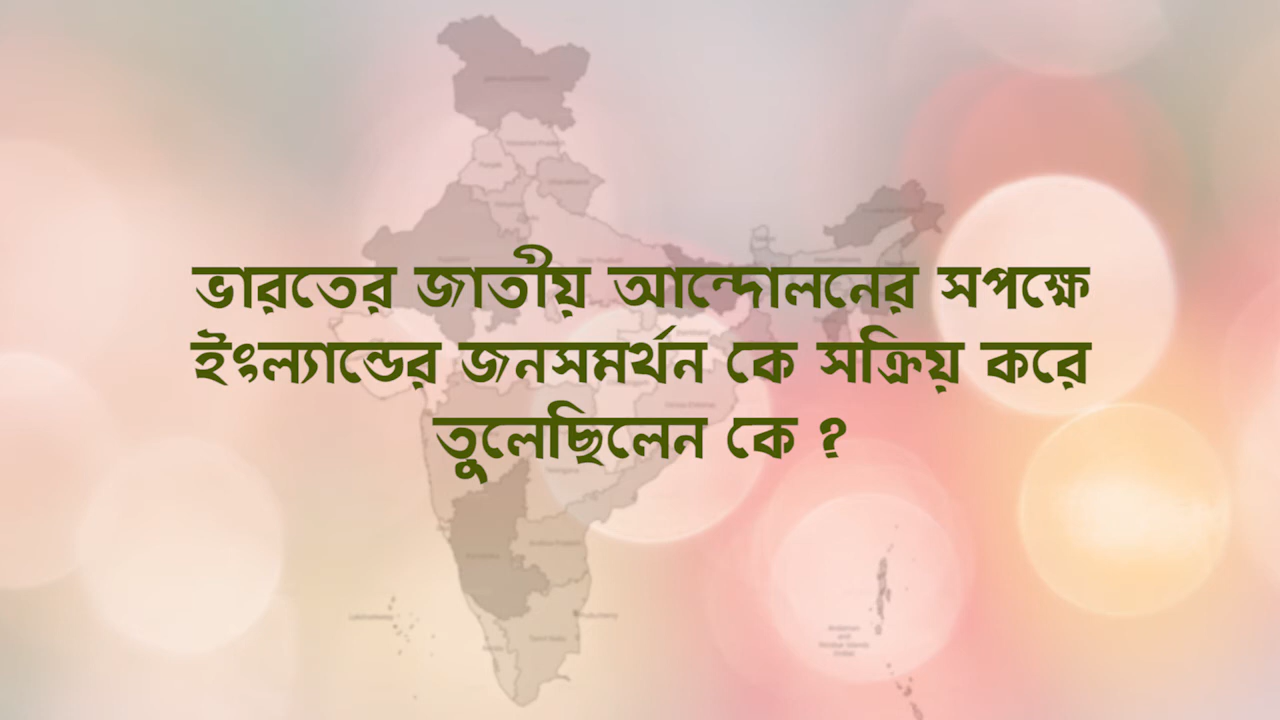 ভারতের জাতীয় আন্দোলনের সপক্ষে
ইংল্যান্ডের জনসমর্থন কে সক্রিয় করে
তুলেছিলেন কে ?